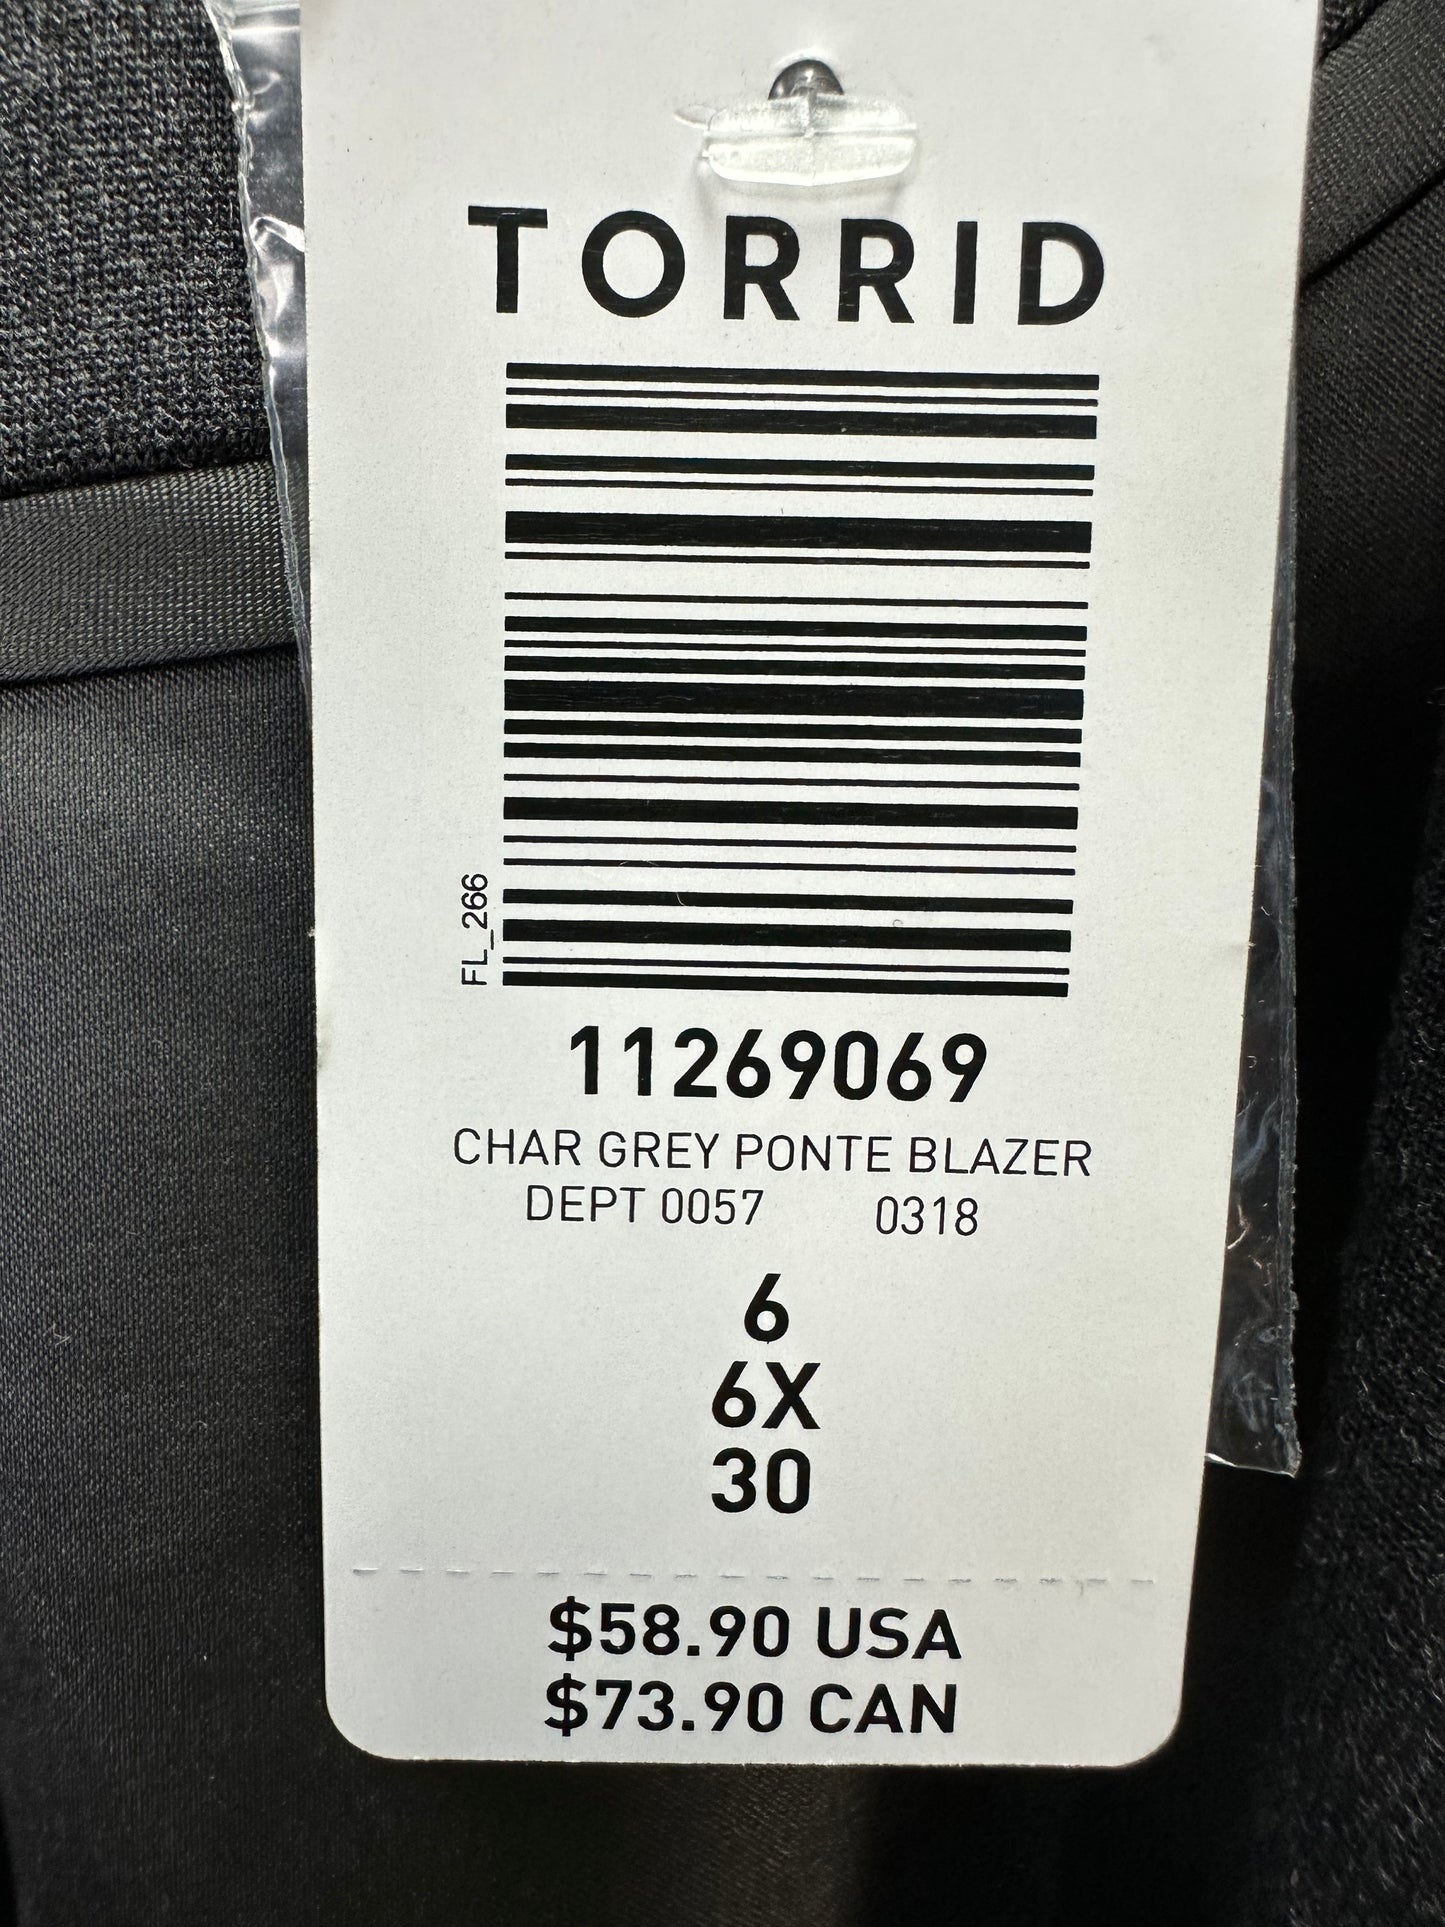 TORRID
FL_266
11269069
CHAR GREY PONTE BLAZER
DEPT 0057 0318
6
6X
30
$58.90 USA
$73.90 CAN